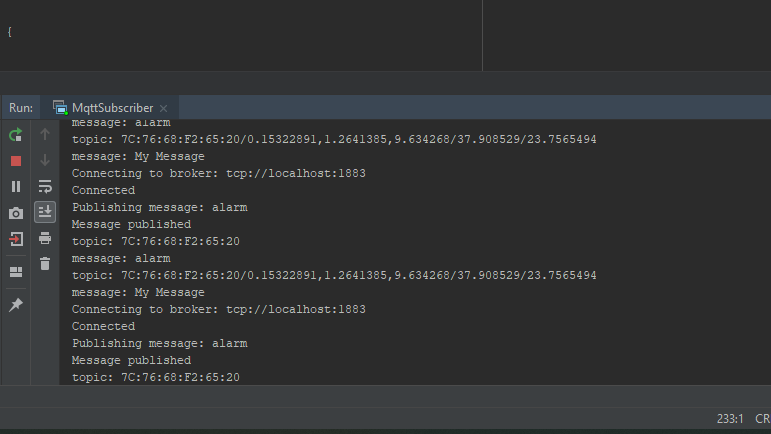 {
Run: MqttSubscriber
message: alarm
topic: 7C:76:68:F2:65:20/0.15322891,1.2641385,9.634268/37.908529/23.7565494
message: My Message
Connecting to broker: tcp://localhost:1883
Connected
Publishing message: alarm
Message published
topic: 7C:76:68:F2:65:20
message: alarm
topic: 7C:76:68:F2:65:20/0.15322891,1.2641385,9.634268/37.908529/23.7565494
message: My Message
Connecting to broker: tcp://localhost:1883
Connected
Publishing message: alarm
Message published
topic: 7C:76:68:F2:65:20
233:1 CR